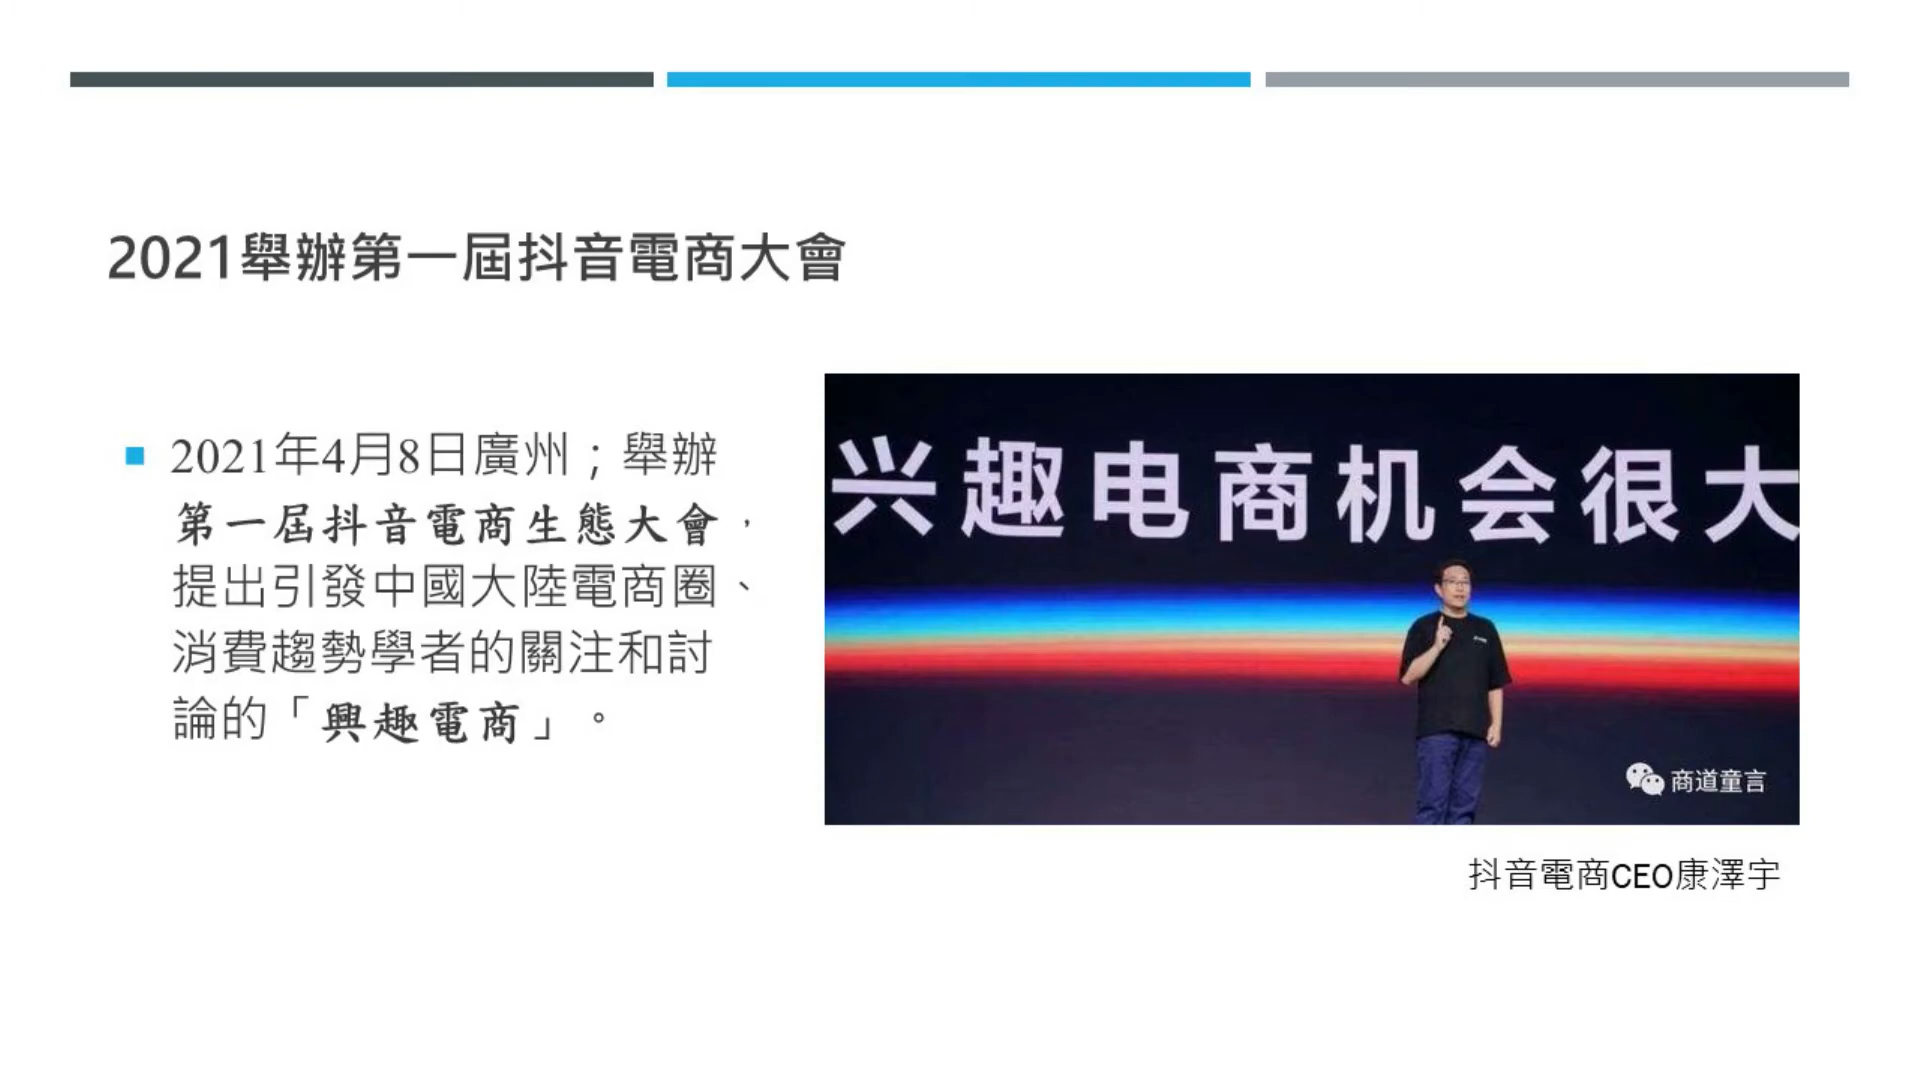 2021舉辦第一屆抖音電商大會
2021年4月8日廣州；舉辦
第一屆抖音電商生態大會，
提出引發中國大陸電商圈、
消費趨勢學者的關注和討
論的「興趣電商」。
兴趣电商机会很大
商道童言
抖音電商CEO康澤宇